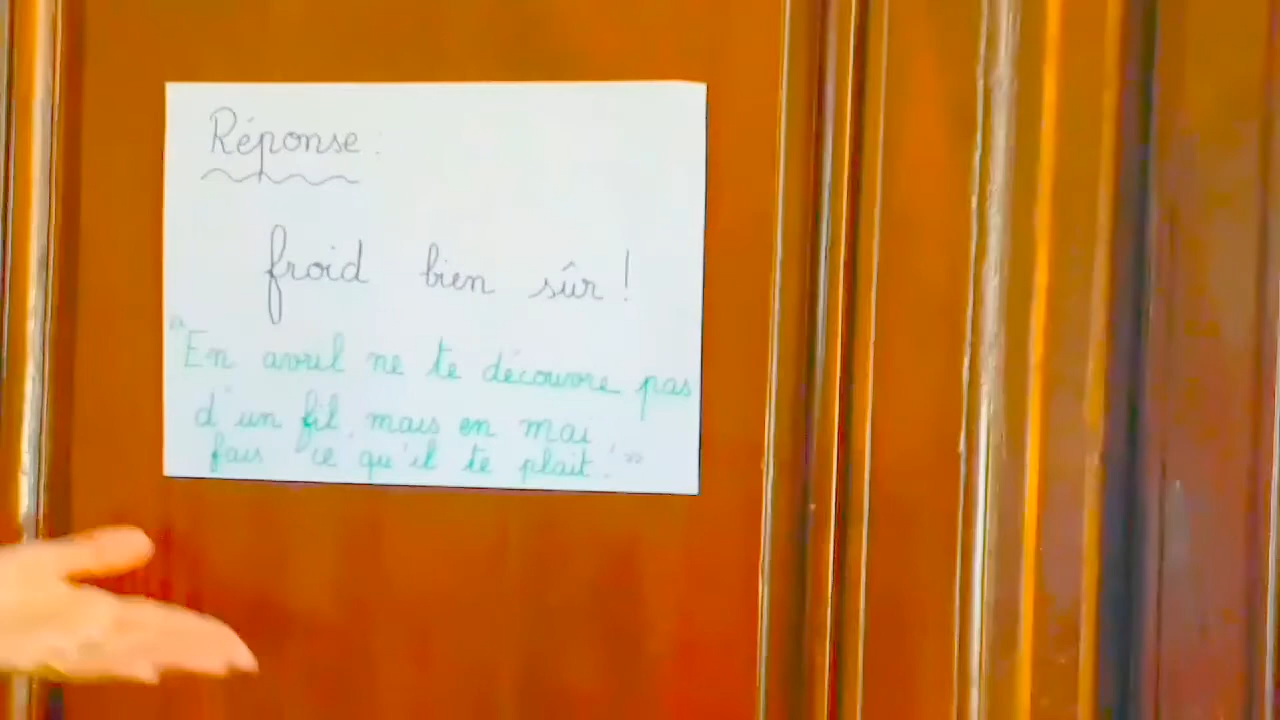 Réponse :
froid bien sûr !
"En avril ne te découvre pas
d'un fil, mais en mai
fais ce qu'il te plait ! »